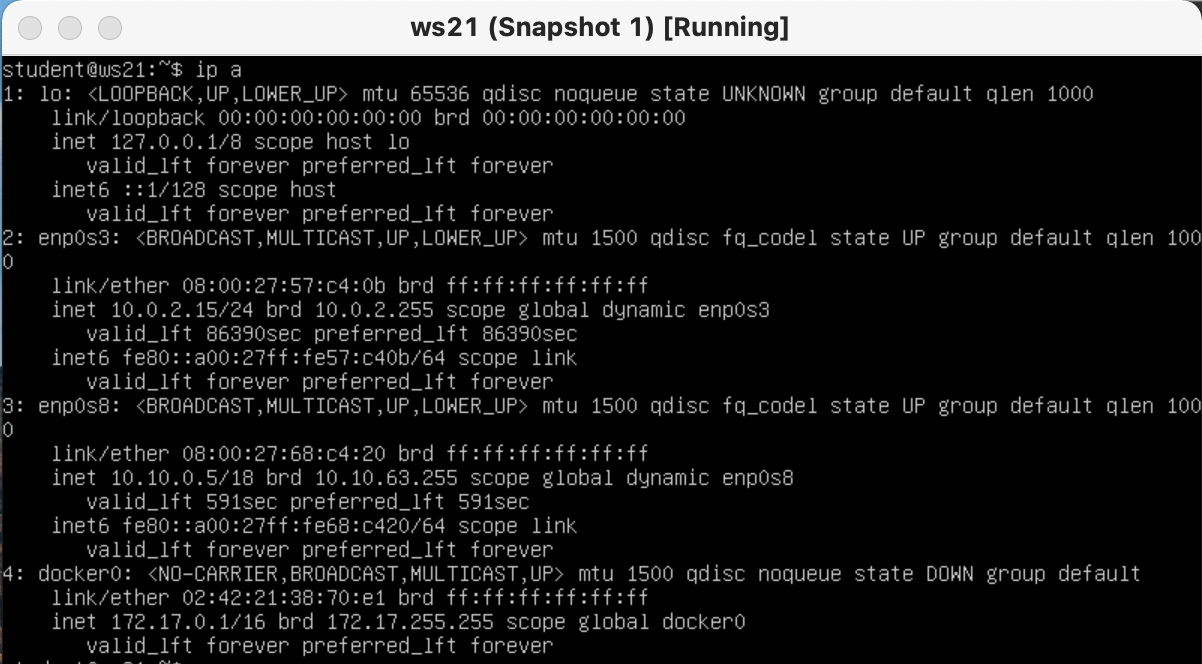 ws21 (Snapshot 1) [Running]
student@ws21:~$ ip a
1: lo: <LOOPBACK,UP,LOWER_UP> mtu 65536 qdisc noqueue state UNKNOWN group default qlen 1000
    link/loopback 00:00:00:00:00:00 brd 00:00:00:00:00:00
    inet 127.0.0.1/8 scope host lo
       valid_lft forever preferred_lft forever
    inet6 ::1/128 scope host
       valid_lft forever preferred_lft forever
2: enp0s3: <BROADCAST,MULTICAST,UP,LOWER_UP> mtu 1500 qdisc fq_codel state UP group default qlen 100
0
    link/ether 08:00:27:57:c4:0b brd ff:ff:ff:ff:ff:ff
    inet 10.0.2.15/24 brd 10.0.2.255 scope global dynamic enp0s3
       valid_lft 86390sec preferred_lft 86390sec
    inet6 fe80::a00:27ff:fe57:c40b/64 scope link
       valid_lft forever preferred_lft forever
3: enp0s8: <BROADCAST,MULTICAST,UP,LOWER_UP> mtu 1500 qdisc fq_codel state UP group default qlen 100
0
    link/ether 08:00:27:68:c4:20 brd ff:ff:ff:ff:ff:ff
    inet 10.10.0.5/18 brd 10.10.63.255 scope global dynamic enp0s8
       valid_lft 591sec preferred_lft 591sec
    inet6 fe80::a00:27ff:fe68:c420/64 scope link
       valid_lft forever preferred_lft forever
4: docker0: <NO-CARRIER,BROADCAST,MULTICAST,UP> mtu 1500 qdisc noqueue state DOWN group default
    link/ether 02:42:21:38:70:e1 brd ff:ff:ff:ff:ff:ff
    inet 172.17.0.1/16 brd 172.17.255.255 scope global docker0
       valid_lft forever preferred_lft forever